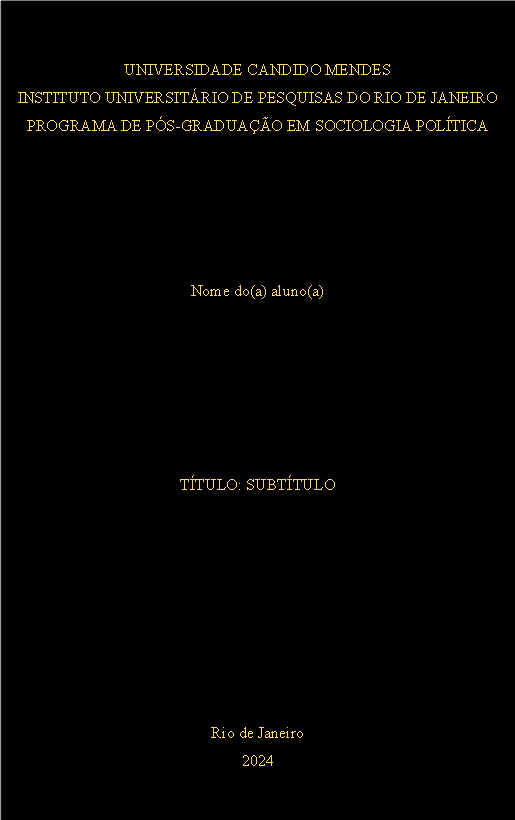 UNIVERSIDADE CANDIDO MENDES
INSTITUTO UNIVERSITÁRIO DE PESQUISAS DO RIO DE JANEIRO
PROGRAMA DE PÓS-GRADUAÇÃO EM SOCIOLOGIA POLÍTICA
Nome do(a) aluno(a)
TÍTULO: SUBTÍTULO
Rio de Janeiro
2024